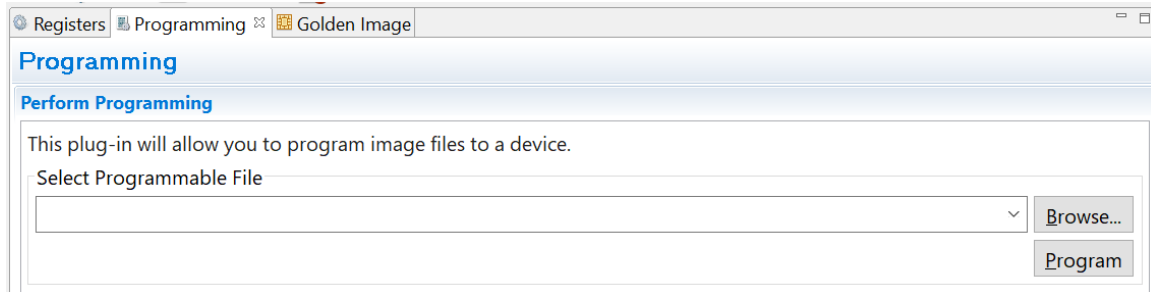 Registers Programming Golden Image
Programming
Perform Programming
This plug-in will allow you to program image files to a device.
Select Programmable File
Browse...
Program